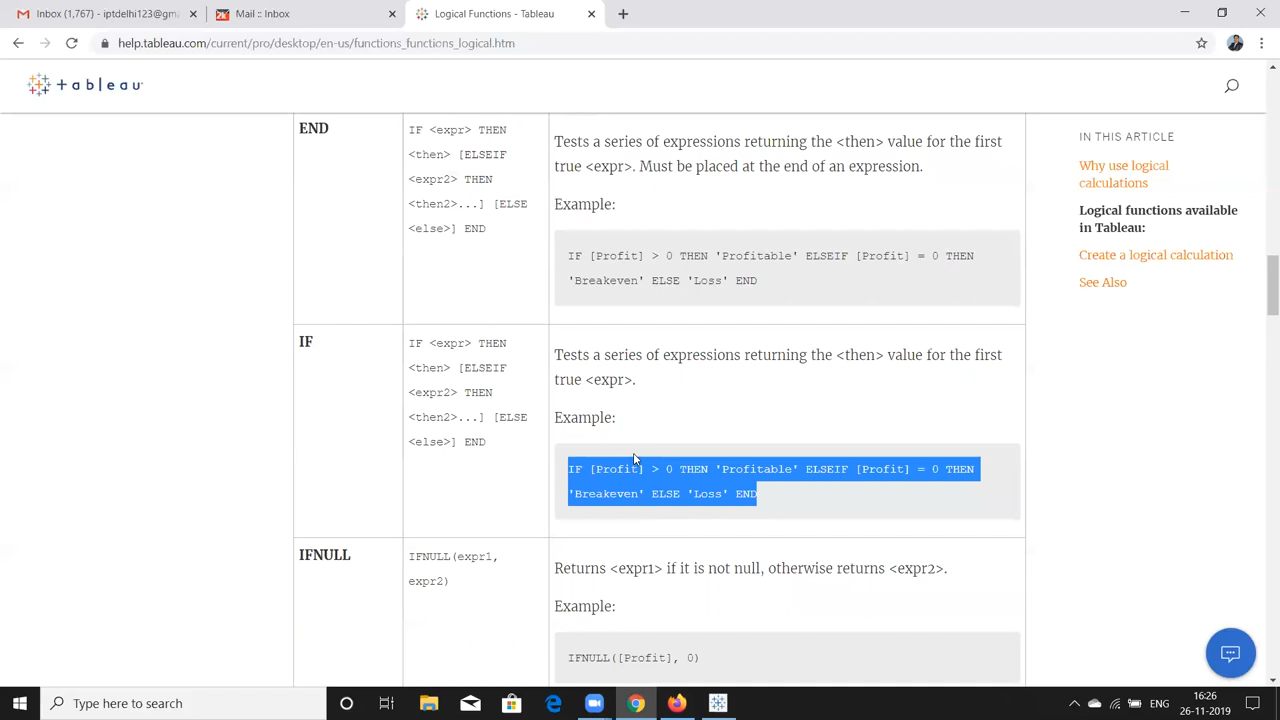 Inbox (1,767) - iptdelhi123@gm
Mail :: Inbox
Logical Functions - Tableau
help.tableau.com/current/pro/desktop/en-us/functions_functions_logical.htm
+ableau
END
IF <expr> THEN
<then> [ELSEIF
<expr2> THEN
<then2>...] [ELSE
<else>] END
Tests a series of expressions returning the <then> value for the first
true <expr>. Must be placed at the end of an expression.
Example:
IF [Profit] > 0 THEN 'Profitable' ELSEIF [Profit] = 0 THEN
'Breakeven' ELSE 'Loss' END
IF
IF <expr> THEN
<then> [ELSEIF
<expr2> THEN
<then2>...] [ELSE
<else>] END
Tests a series of expressions returning the <then> value for the first
true <expr>.
Example:
IF [Profit] > 0 THEN 'Profitable' ELSEIF [Profit] = 0 THEN
'Breakeven' ELSE 'Loss' END
IFNULL
IFNULL(expr1,
expr2)
Returns <expr1> if it is not null, otherwise returns <expr2>.
Example:
IFNULL([Profit], 0)
IN THIS ARTICLE
Why use logical
calculations
Logical functions available
in Tableau:
Create a logical calculation
See Also
Type here to search
ENG
16:26
26-11-2019